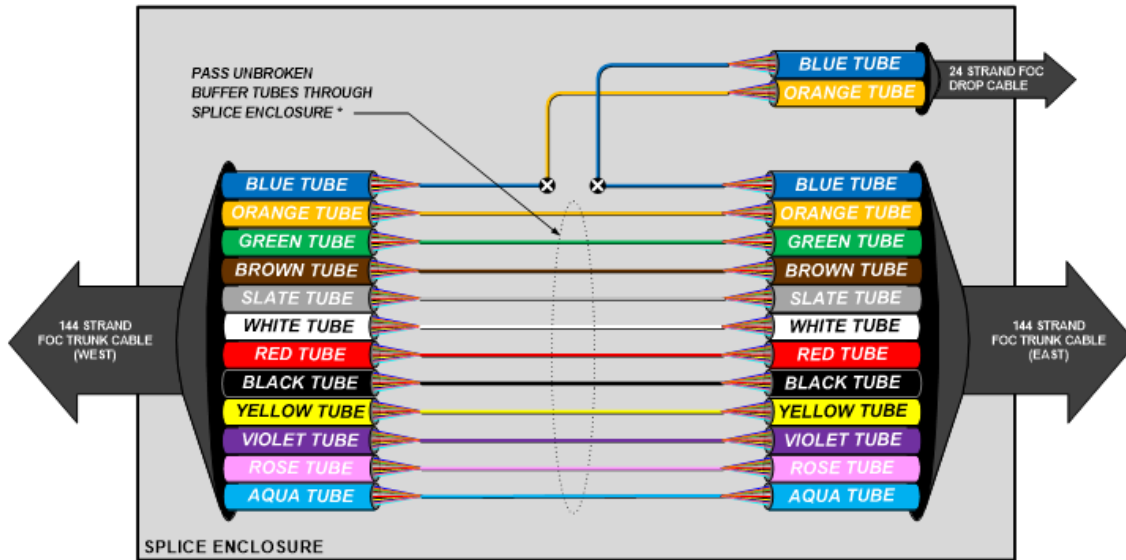 PASS UNBROKEN
BUFFER TUBES THROUGH
SPLICE ENCLOSURE *
BLUE TUBE
ORANGE TUBE
24 STRAND FOC
DROP CABLE
BLUE TUBE
ORANGE TUBE
GREEN TUBE
BROWN TUBE
SLATE TUBE
WHITE TUBE
RED TUBE
BLACK TUBE
YELLOW TUBE
VIOLET TUBE
ROSE TUBE
AQUA TUBE
BLUE TUBE
ORANGE TUBE
GREEN TUBE
BROWN TUBE
SLATE TUBE
WHITE TUBE
RED TUBE
BLACK TUBE
YELLOW TUBE
VIOLET TUBE
ROSE TUBE
AQUA TUBE
144 STRAND
FOC TRUNK CABLE
(WEST)
144 STRAND
FOC TRUNK CABLE
(EAST)
SPLICE ENCLOSURE